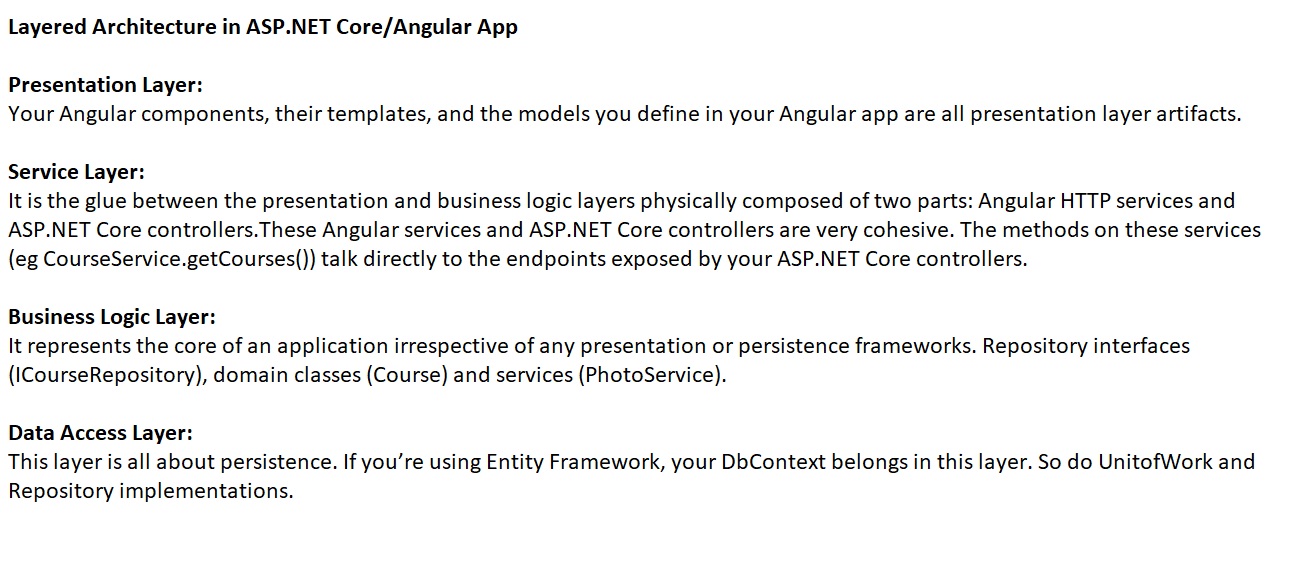 Layered Architecture in ASP.NET Core/Angular App
Presentation Layer:
Your Angular components, their templates, and the models you define in your Angular app are all presentation layer artifacts.
Service Layer:
It is the glue between the presentation and business logic layers physically composed of two parts: Angular HTTP services and
ASP.NET Core controllers.These Angular services and ASP.NET Core controllers are very cohesive. The methods on these services
(eg CourseService.getCourses()) talk directly to the endpoints exposed by your ASP.NET Core controllers.
Business Logic Layer:
It represents the core of an application irrespective of any presentation or persistence frameworks. Repository interfaces
(ICourseRepository), domain classes (Course) and services (PhotoService).
Data Access Layer:
This layer is all about persistence. If you’re using Entity Framework, your DbContext belongs in this layer. So do UnitofWork and
Repository implementations.